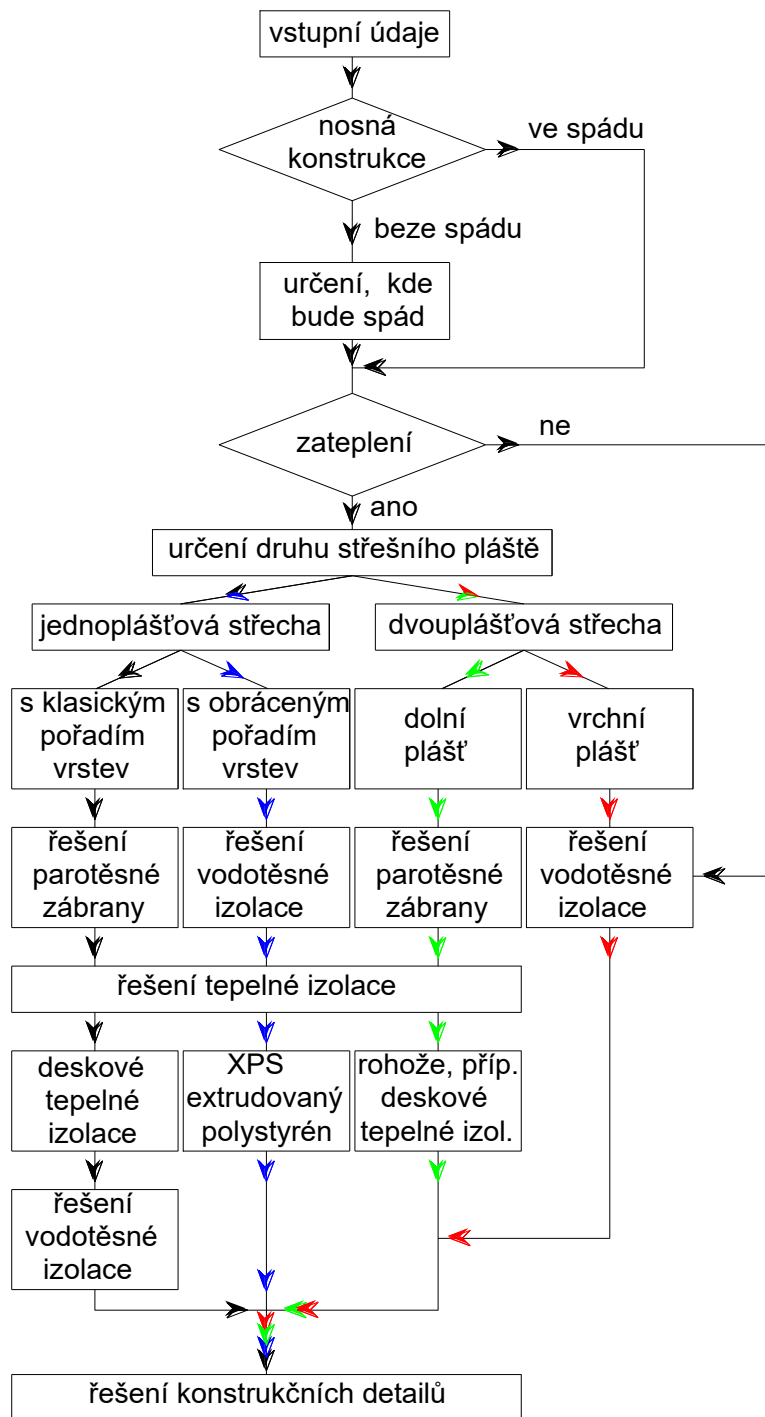 vstupní údaje
nosná
konstrukce
ve spádu
beze spádu
určení, kde
bude spád
zateplení
ne
ano
určení druhu střešního pláště
jednoplášťová střecha
dvouplášťová střecha
s klasickým
pořadím
vrstev
s obráceným
pořadím
vrstev
dolní
plášť
vrchní
plášť
řešení
parotěsné
zábrany
řešení
vodotěsné
izolace
řešení
parotěsné
zábrany
řešení
vodotěsné
izolace
řešení tepelné izolace
deskové
tepelné
izolace
XPS
extrudovaný
polystyrén
rohože, příp.
deskové
tepelné izol.
řešení
vodotěsné
izolace
řešení konstrukčních detailů